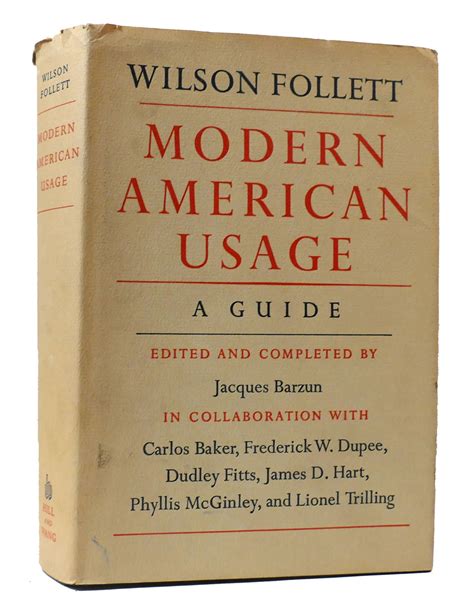 WILSON
FOLLETT
MODERN
AMERICAN
USAGE
HILL
AND
WANG
WILSON FOLLETT
MODERN
AMERICAN
USAGE
A GUIDE
EDITED AND COMPLETED BY
Jacques Barzun
IN COLLABORATION WITH
Carlos Baker, Frederick W. Dupee,
Dudley Fitts, James D. Hart,
Phyllis McGinley, and Lionel Trilling